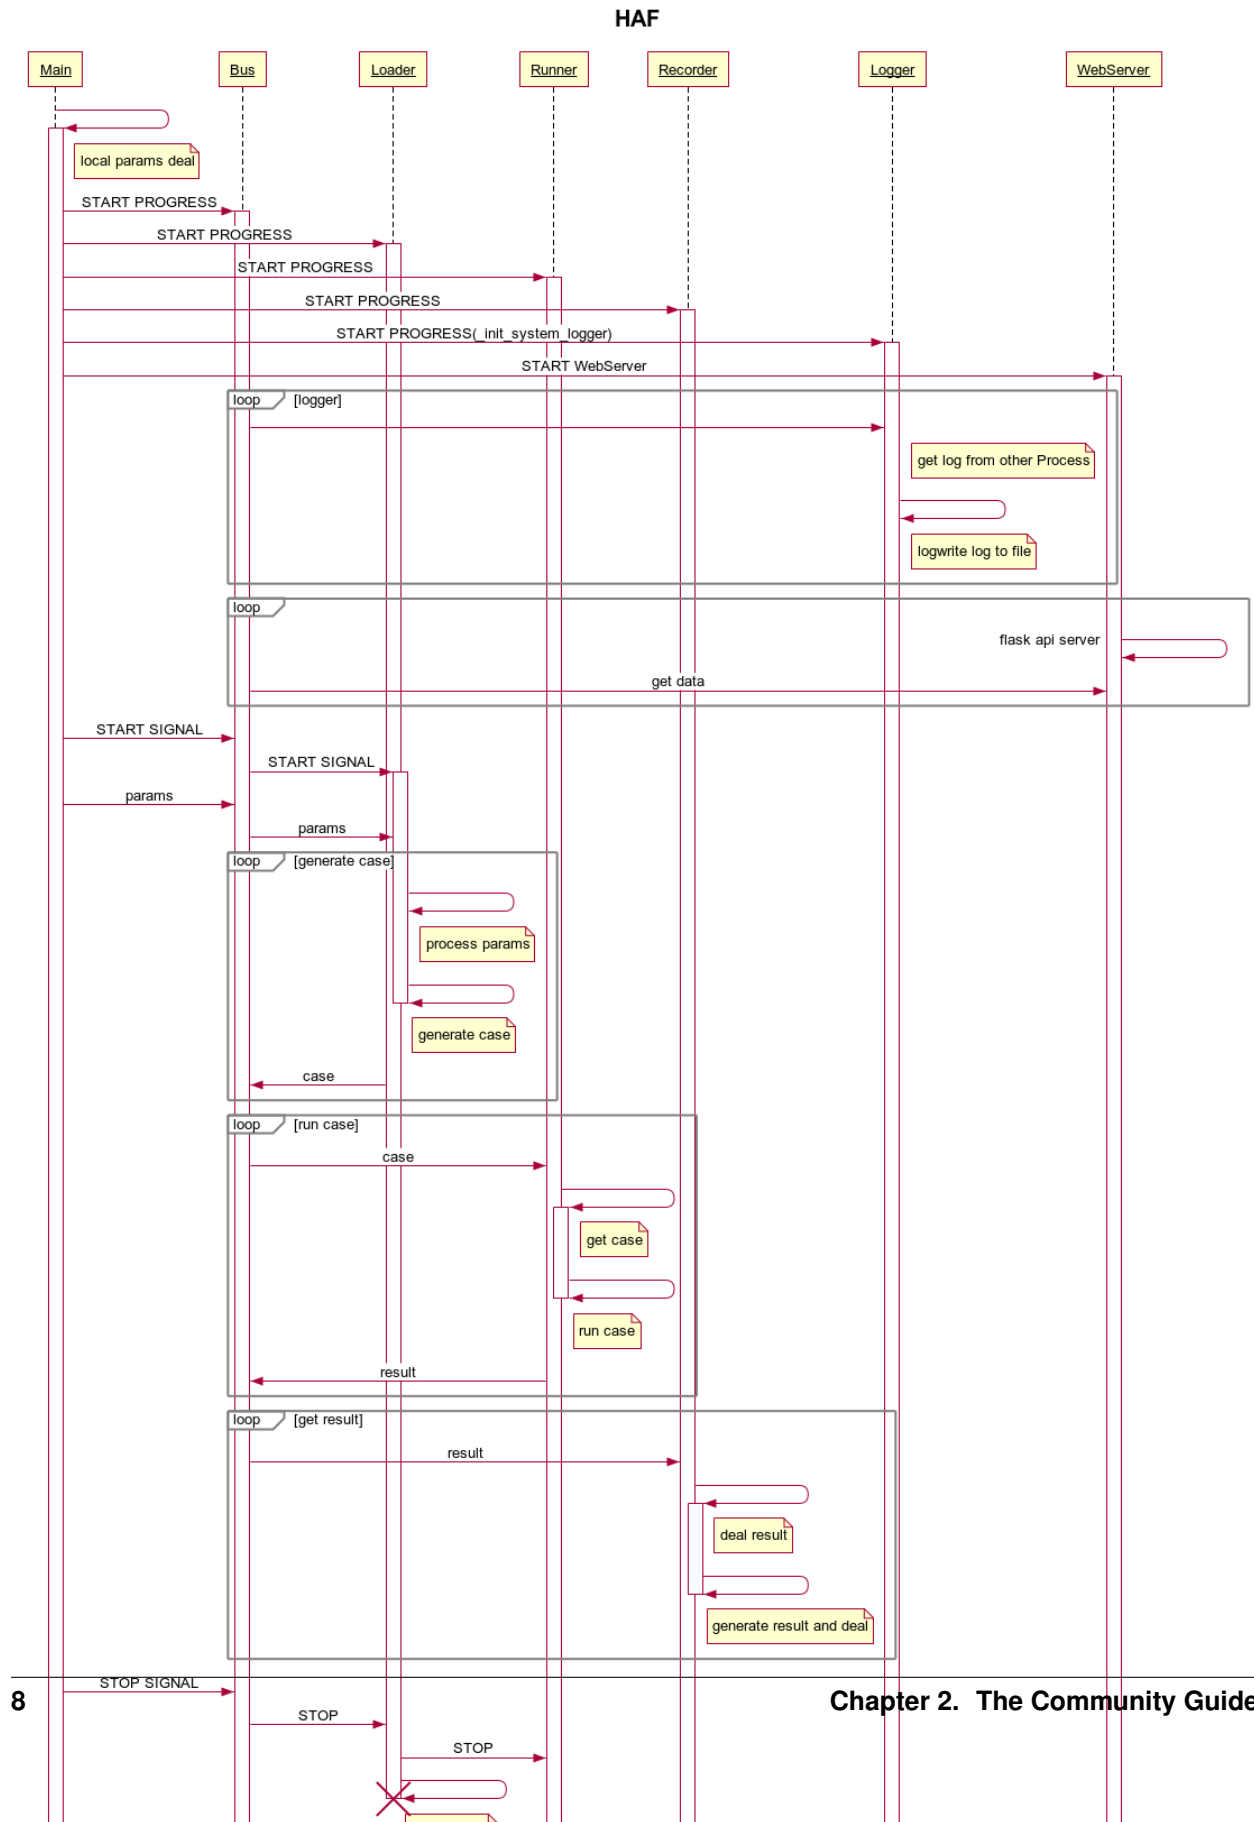 HAF
Main Bus Loader Runner Recorder Logger WebServer
local params deal
START PROGRESS
START PROGRESS
START PROGRESS
START PROGRESS
START PROGRESS(_init_system_logger)
START WebServer
loop [logger]
get log from other Process
logwrite log to file
loop
flask api server
get data
START SIGNAL
START SIGNAL
params
params
loop [generate case]
process params
generate case
case
loop [run case]
case
get case
run case
result
loop [get result]
result
deal result
generate result and deal
STOP SIGNAL
8 Chapter 2. The Community Guide
STOP
STOP